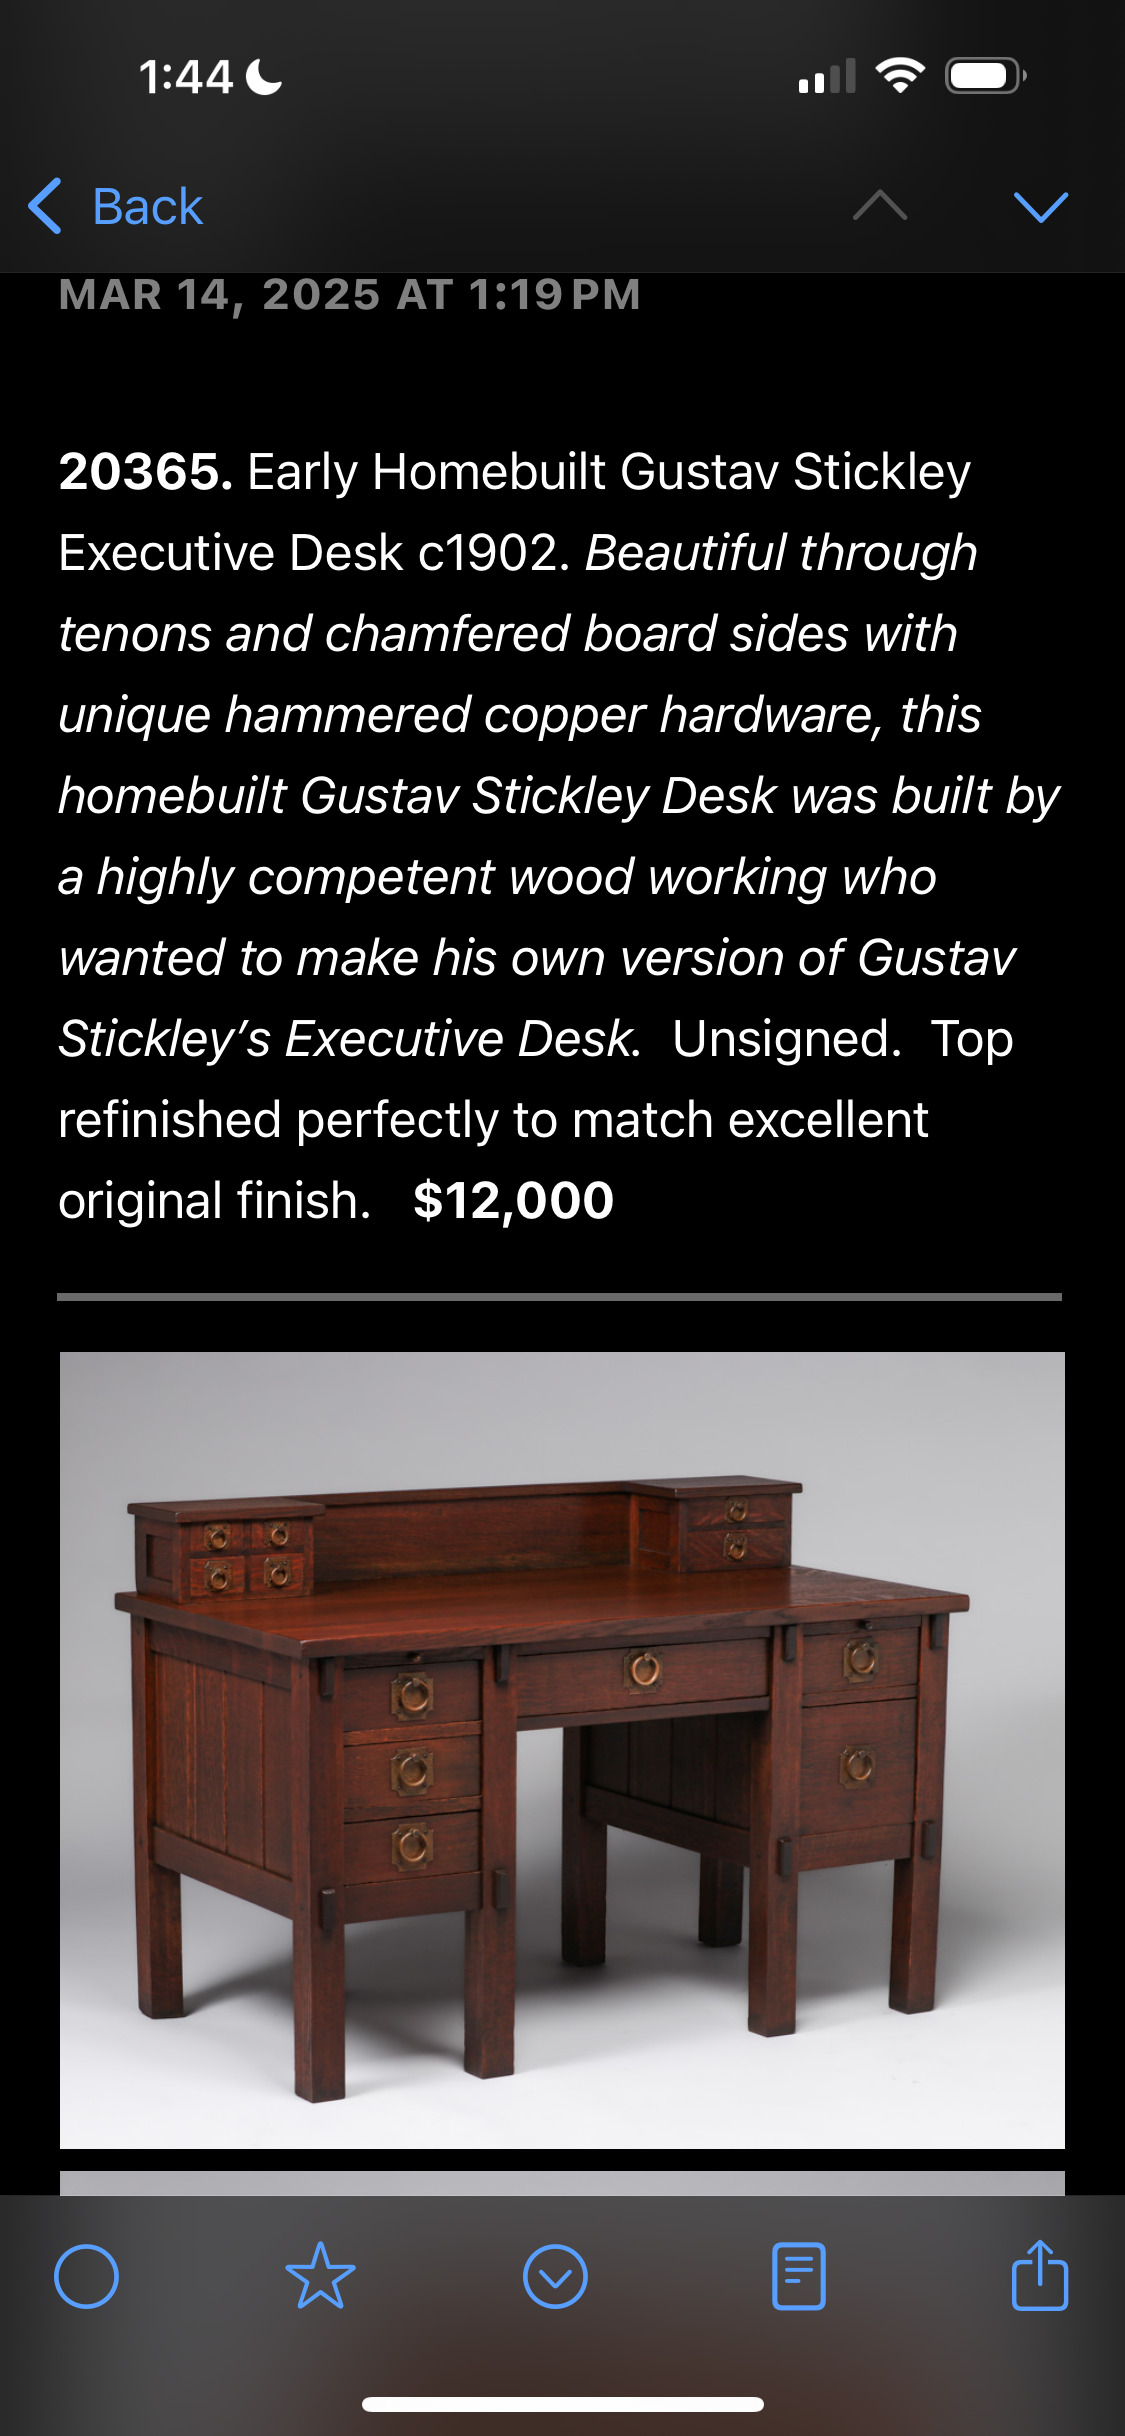 1:44
Back
MAR 14, 2025 AT 1:19 PM
20365. Early Homebuilt Gustav Stickley
Executive Desk c1902. Beautiful through
tenons and chamfered board sides with
unique hammered copper hardware, this
homebuilt Gustav Stickley Desk was built by
a highly competent wood working who
wanted to make his own version of Gustav
Stickley’s Executive Desk. Unsigned. Top
refinished perfectly to match excellent
original finish. $12,000